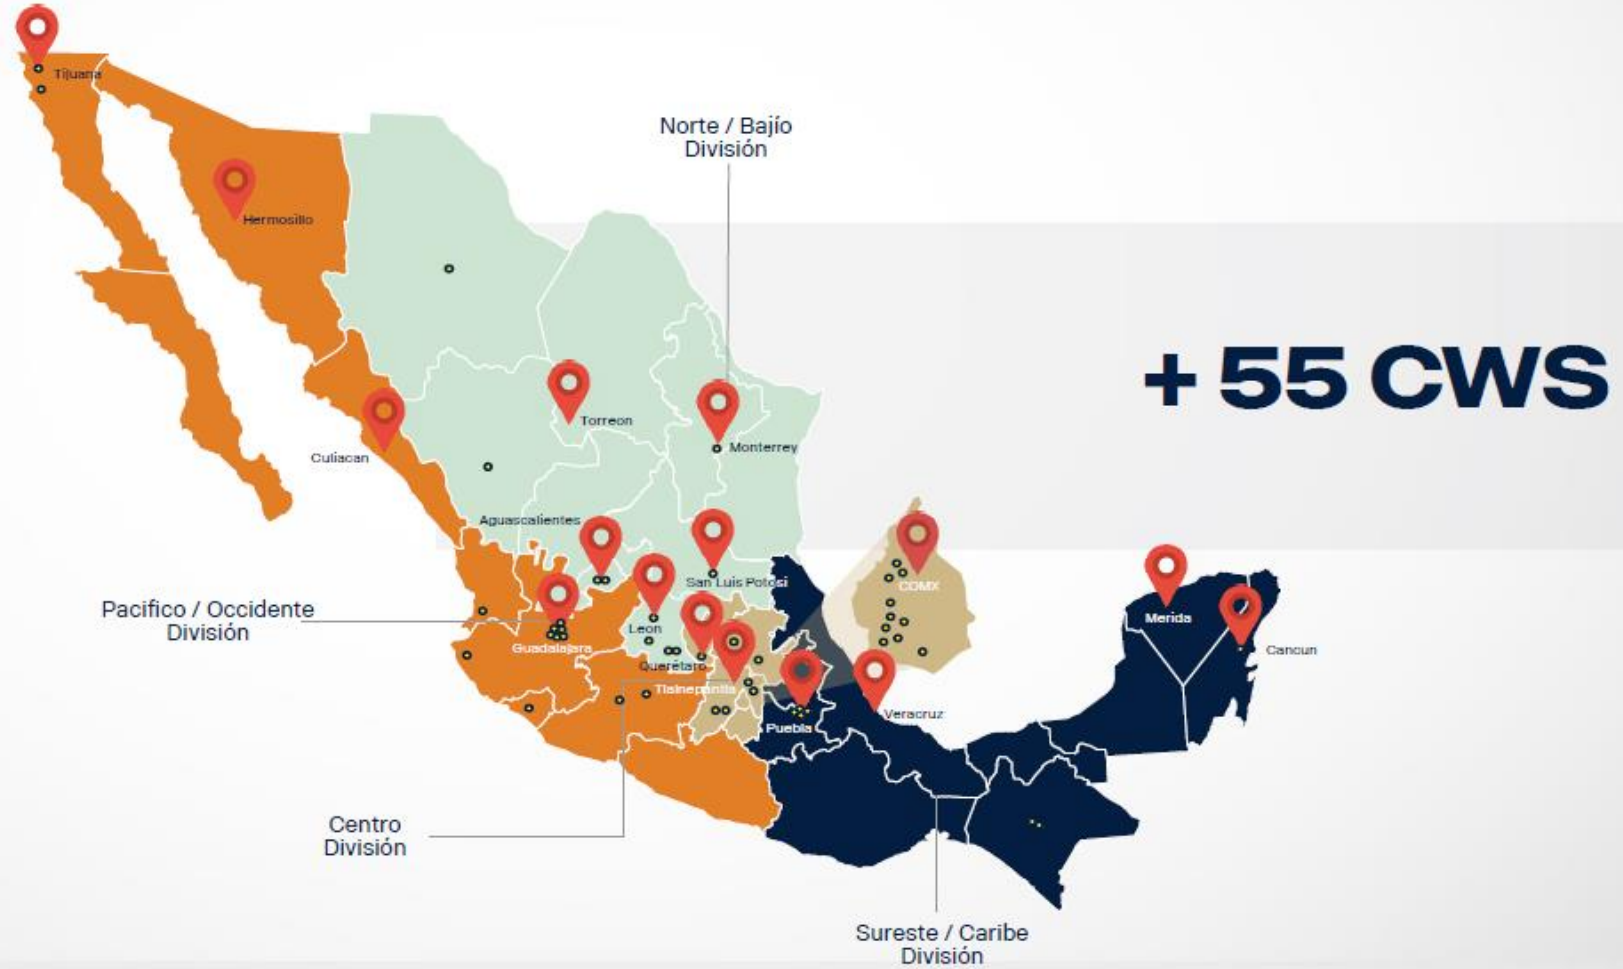 Tijuana
Norte / Bajío
División
Hermosillo
+ 55 CWS
Torreon
Monterrey
Culiacan
Aguascalientes
San Luis Potosi
CDMX
Pacifico / Occidente
División
Merida
Leon
Guadalajara
Cancun
Querétaro
Tlalnepantla
Veracruz
Puebla
Centro
División
Sureste / Caribe
División